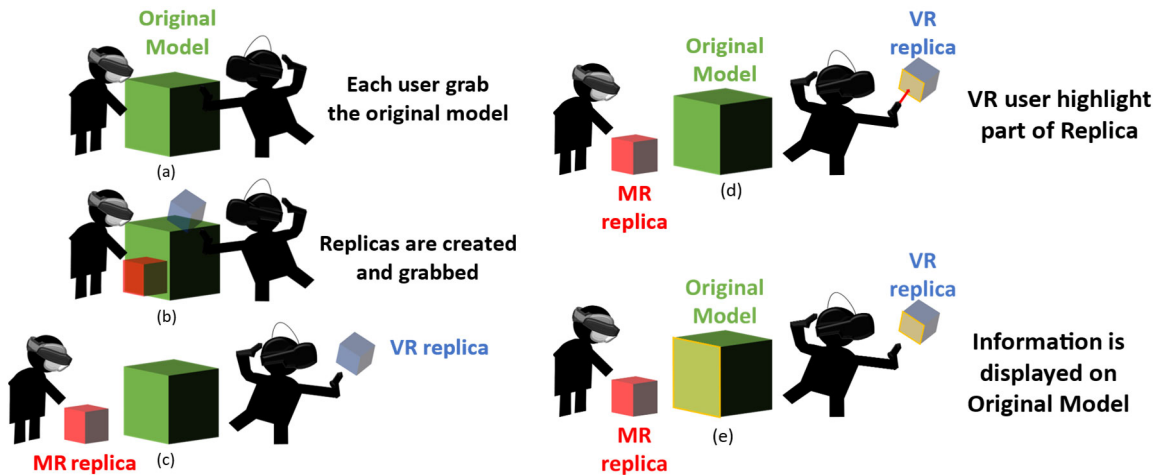 Original
Model
Each user grab
the original model
(a)
Replicas are created
and grabbed
(b)
VR replica
MR replica
(c)
VR
replica
Original
Model
VR user highlight
part of Replica
(d)
MR
replica
VR
replica
Original
Model
Information is
displayed on
Original Model
(e)
MR
replica